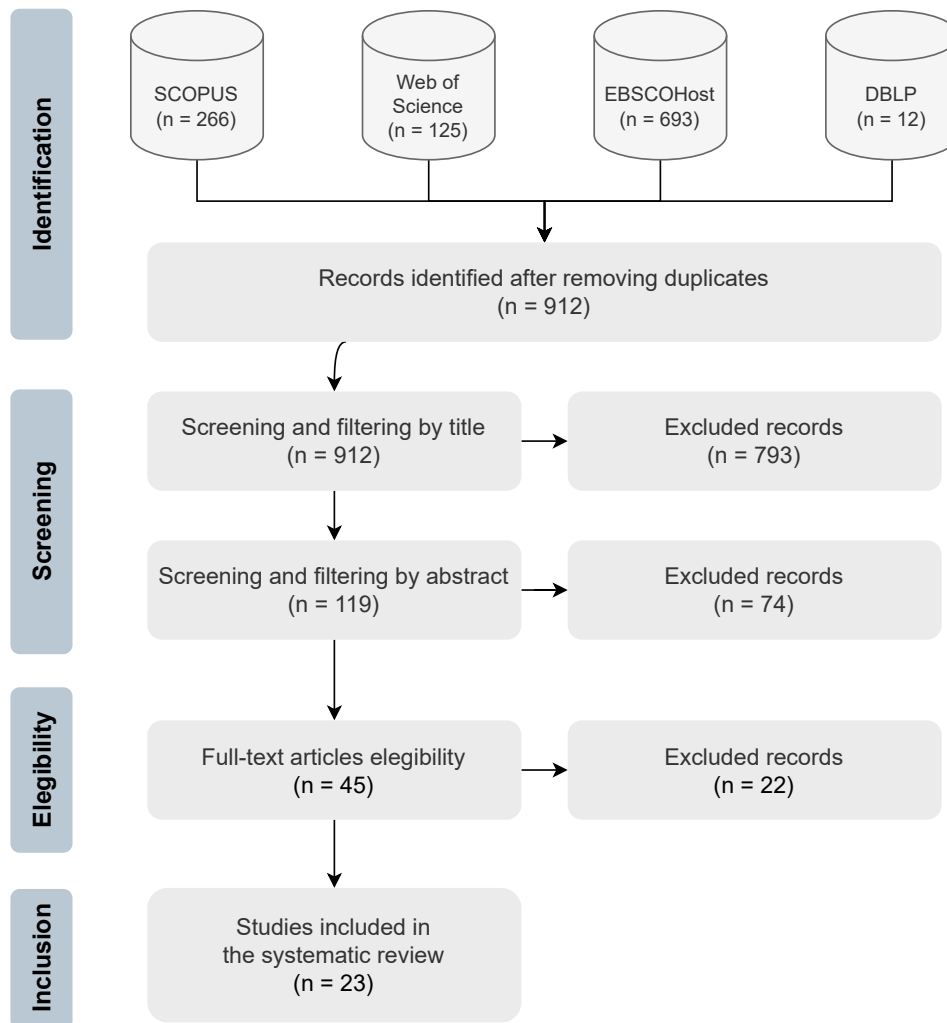 Identification
SCOPUS
(n = 266)
Web of
Science
(n = 125)
EBSCOHost
(n = 693)
DBLP
(n = 12)
Records identified after removing duplicates
(n = 912)
Screening
Screening and filtering by title
(n = 912)
Excluded records
(n = 793)
Screening and filtering by abstract
(n = 119)
Excluded records
(n = 74)
Elegibility
Full-text articles elegibility
(n = 45)
Excluded records
(n = 22)
Inclusion
Studies included in
the systematic review
(n = 23)